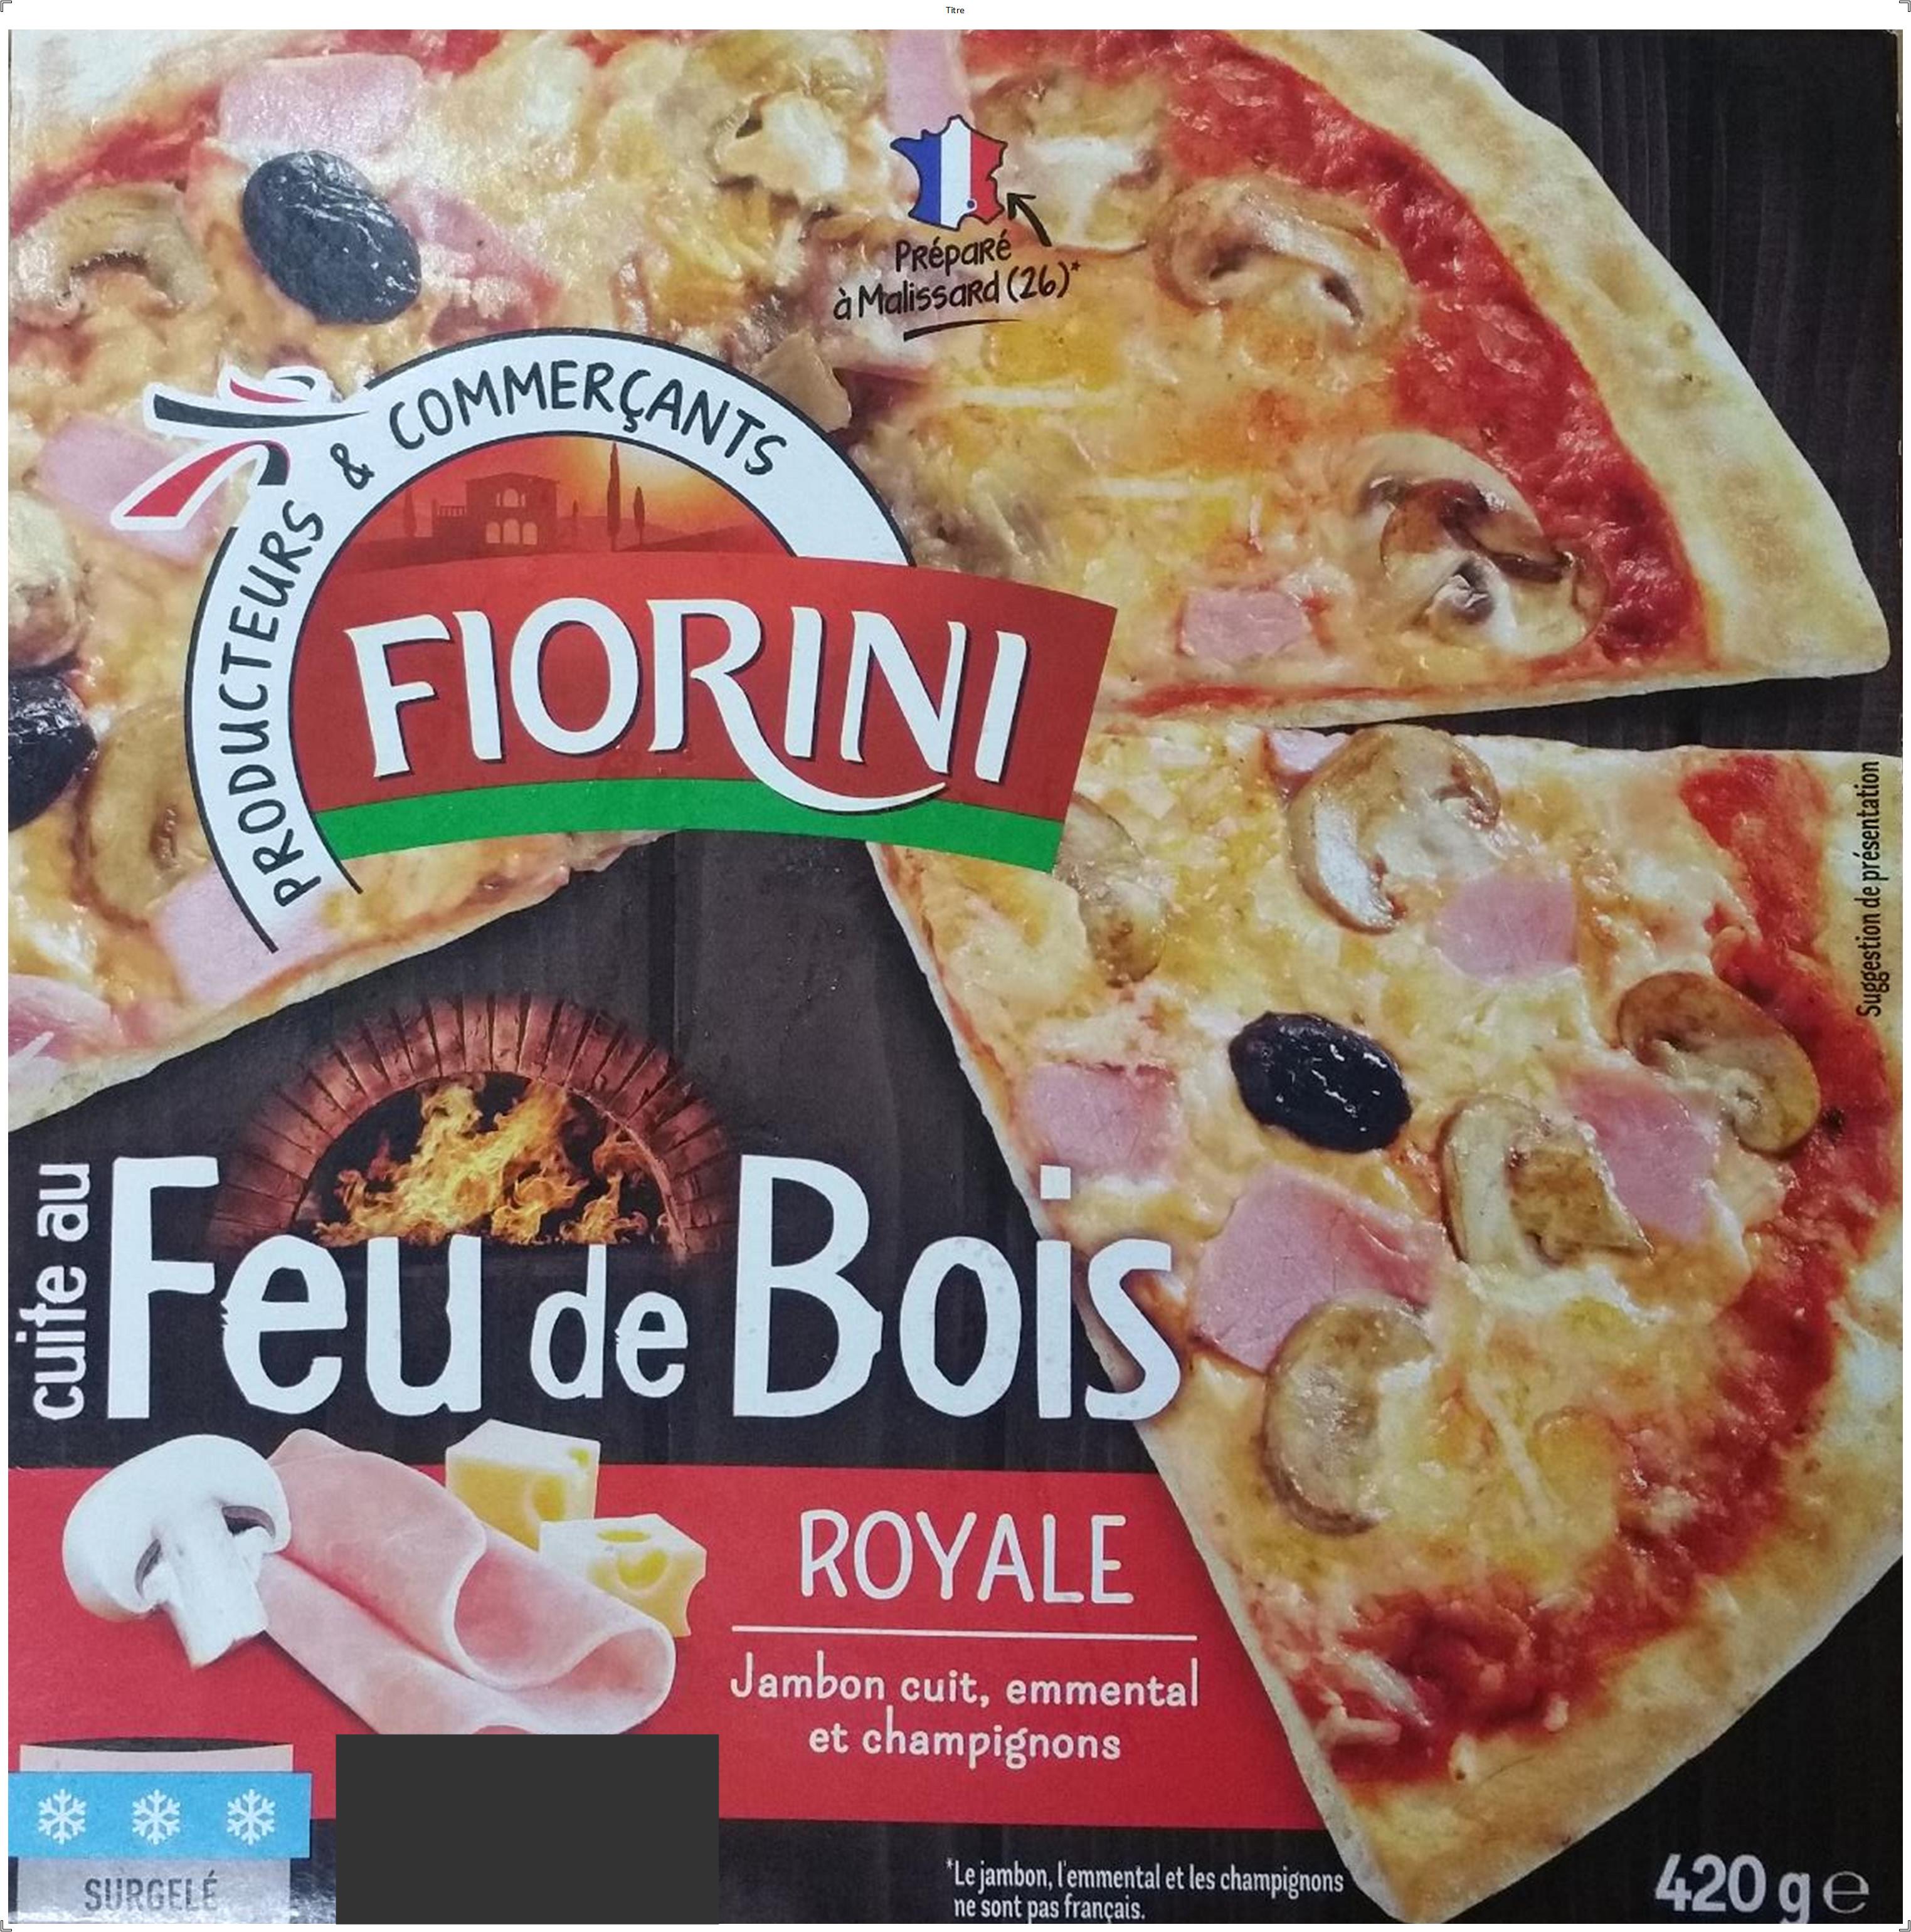 Titre
Préparé
à Malissard (26)*
PRODUCTEURS & COMMERÇANTS
FIORINI
Suggestion de présentation
cuite au
Feu de Bois
ROYALE
Jambon cuit, emmental
et champignons
SURGELÉ
*Le jambon, l'emmental et les champignons
ne sont pas français.
420 g e